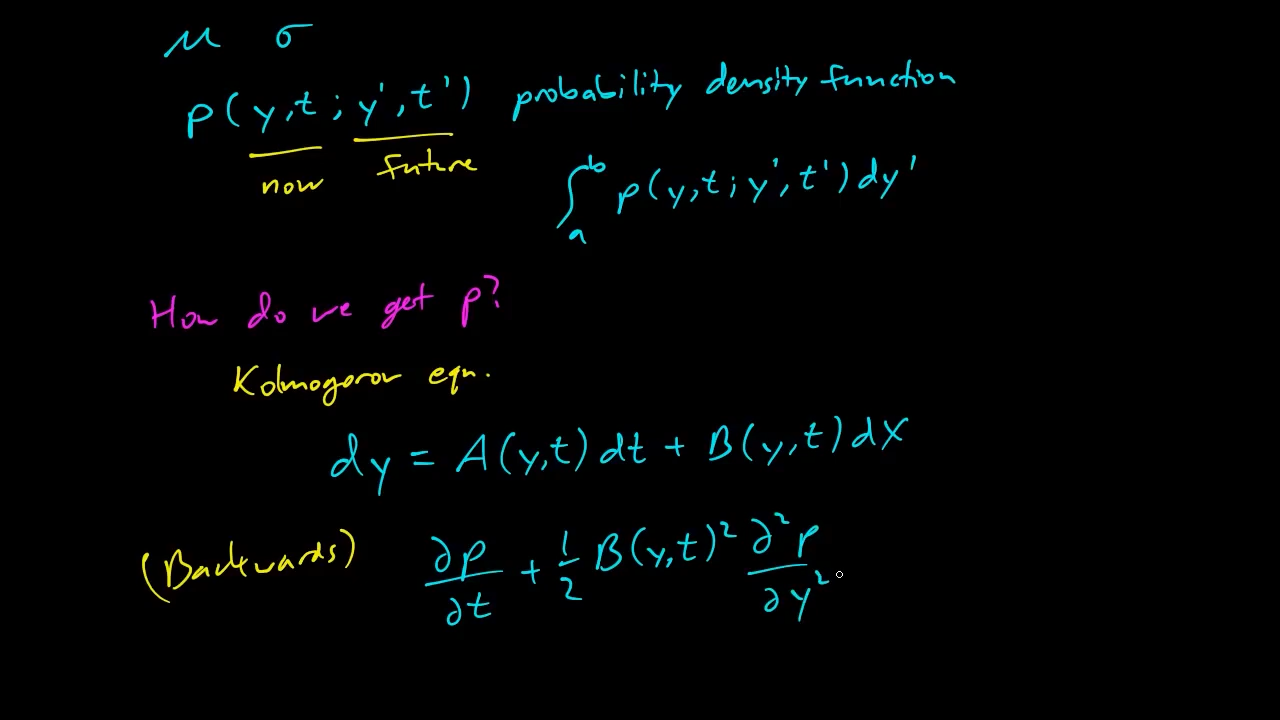 μ σ
p(y,t; y',t') probability density function
now future
∫_a^b p(y,t; y',t') dy'
How do we get p?
Kolmogorov eqn.
dy = A(y,t) dt + B(y,t) dX
(Backwards) ∂p/∂t + 1/2 B(y,t)² ∂²p/∂y²